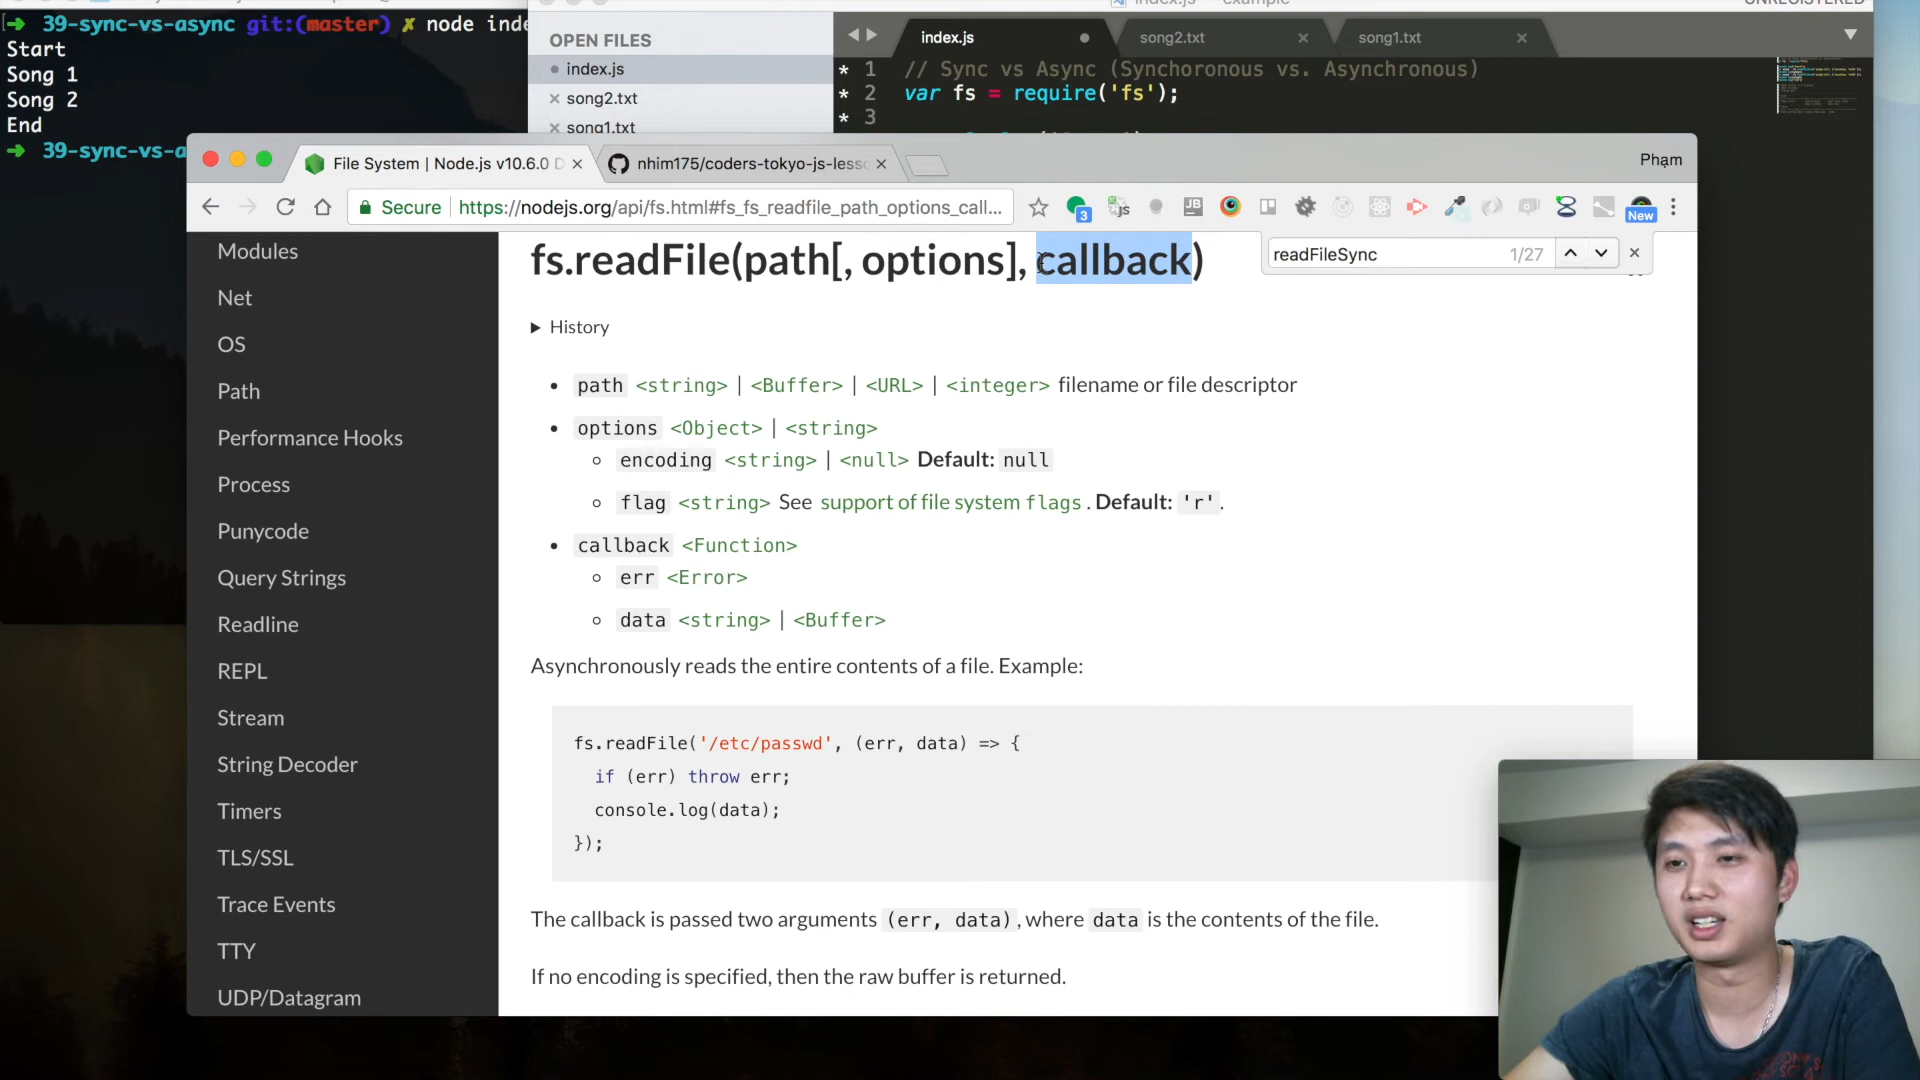 ➜ 39-sync-vs-async git:(master) ✗ node inde
Start
Song 1
Song 2
End
➜ 39-sync-vs-a
OPEN FILES
index.js
song2.txt
song1.txt
index.js — example
UNREGISTERED
index.js
song2.txt
song1.txt
* 1 // Sync vs Async (Synchoronous vs. Asynchronous)
* 2 var fs = require('fs');
* 3
File System | Node.js v10.6.0 D
nhim175/coders-tokyo-js-lesso
Phạm
Secure
https://nodejs.org/api/fs.html#fs_fs_readfile_path_options_call...
3
JS
JB
New
readFileSync
1/27
Modules
Net
OS
Path
Performance Hooks
Process
Punycode
Query Strings
Readline
REPL
Stream
String Decoder
Timers
TLS/SSL
Trace Events
TTY
UDP/Datagram
fs.readFile(path[, options], callback)
▶ History
• path <string> | <Buffer> | <URL> | <integer> filename or file descriptor
• options <Object> | <string>
◦ encoding <string> | <null> Default: null
◦ flag <string> See support of file system flags . Default: 'r'.
• callback <Function>
◦ err <Error>
◦ data <string> | <Buffer>
Asynchronously reads the entire contents of a file. Example:
fs.readFile('/etc/passwd', (err, data) => {
if (err) throw err;
console.log(data);
});
The callback is passed two arguments (err, data), where data is the contents of the file.
If no encoding is specified, then the raw buffer is returned.